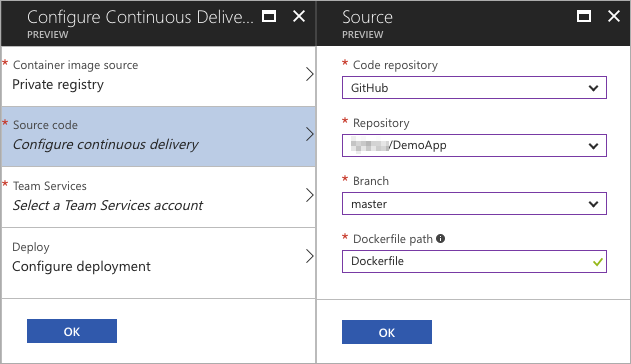 Configure Continuous Delive...
PREVIEW
* Container image source
Private registry
* Source code
Configure continuous delivery
* Team Services
Select a Team Services account
Deploy
Configure deployment
OK
Source
PREVIEW
* Code repository
GitHub
* Repository
/DemoApp
* Branch
master
* Dockerfile path
Dockerfile
OK